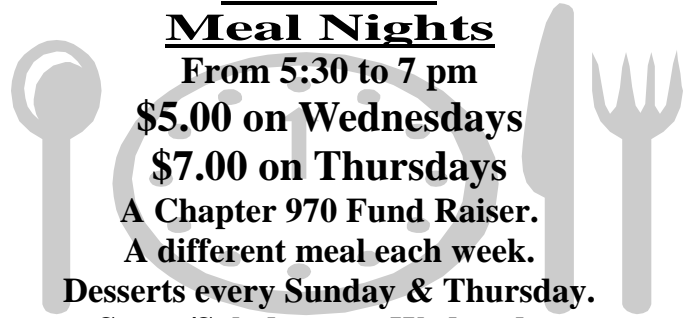 Meal Nights
From 5:30 to 7 pm
$5.00 on Wednesdays
$7.00 on Thursdays
A Chapter 970 Fund Raiser.
A different meal each week.
Desserts every Sunday & Thursday.